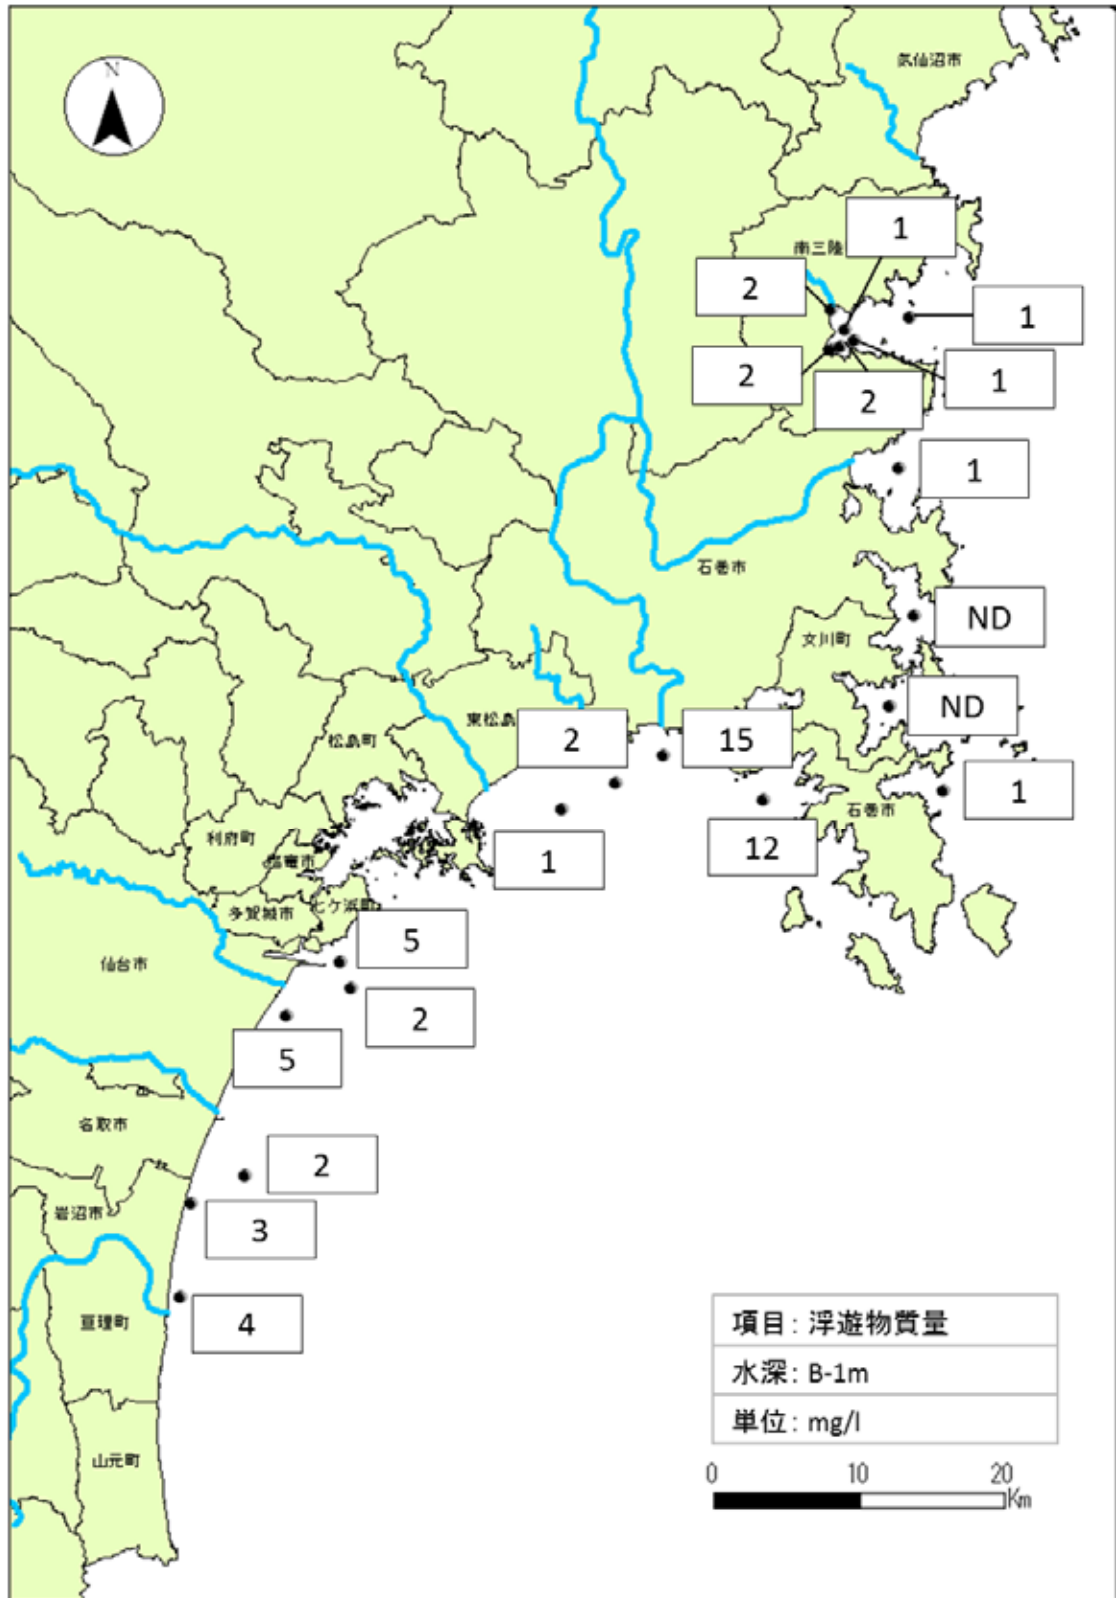 N
気仙沼市
1
南三陸
2
1
2
1
2
1
石巻市
ND
女川町
ND
東松島
2
15
松島町
1
石巻市
利府町
1
12
塩竈市
多賀城市
七ケ浜町
5
仙台市
2
5
名取市
2
岩沼市
3
4
亘理町
項目：浮遊物質量
水深：B-1m
単位：mg/l
山元町
0 10 20
Km